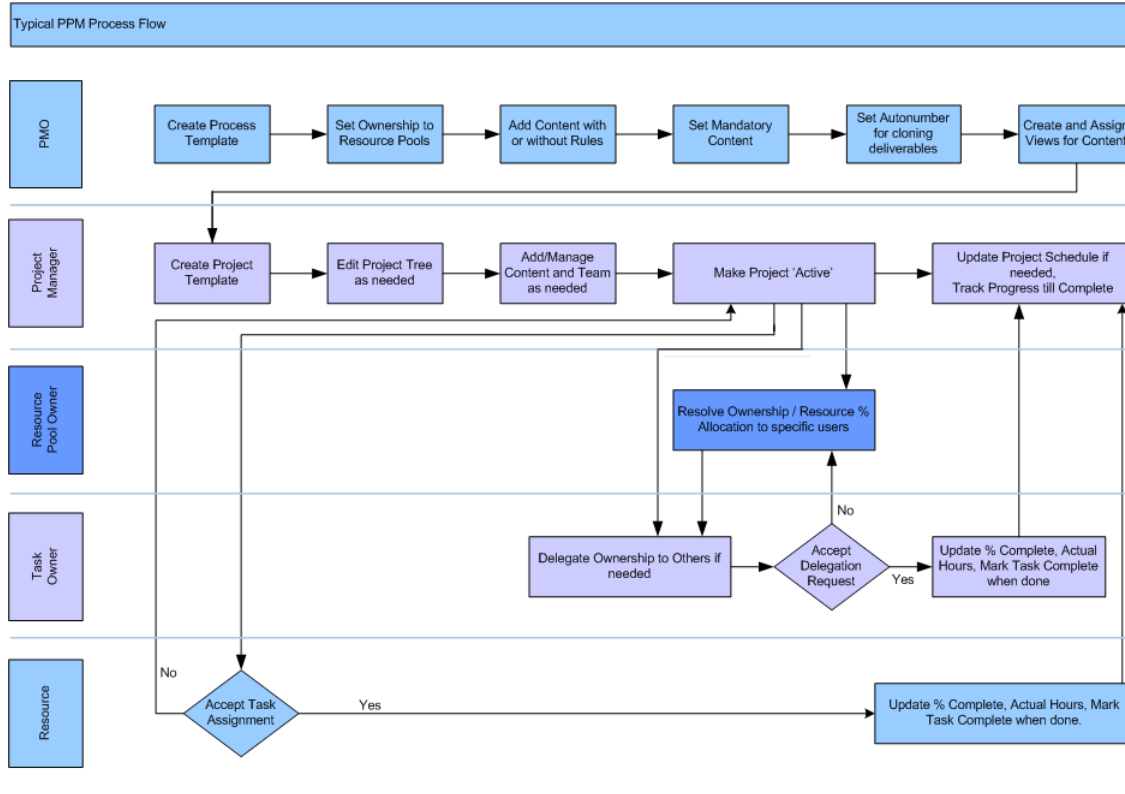 Typical PPM Process Flow
PMO
Create Process
Template
Set Ownership to
Resource Pools
Add Content with
or without Rules
Set Mandatory
Content
Set Autonumber
for cloning
deliverables
Create and Assign
Views for Content
Project
Manager
Create Project
Template
Edit Project Tree
as needed
Add/Manage
Content and Team
as needed
Make Project ‘Active’
Update Project Schedule if
needed,
Track Progress till Complete
Resource
Pool Owner
Resolve Ownership / Resource %
Allocation to specific users
Task
Owner
Delegate Ownership to Others if
needed
No
Accept
Delegation
Request
Yes
Update % Complete, Actual
Hours, Mark Task Complete
when done
Resource
No
Accept Task
Assignment
Yes
Update % Complete, Actual Hours, Mark
Task Complete when done.